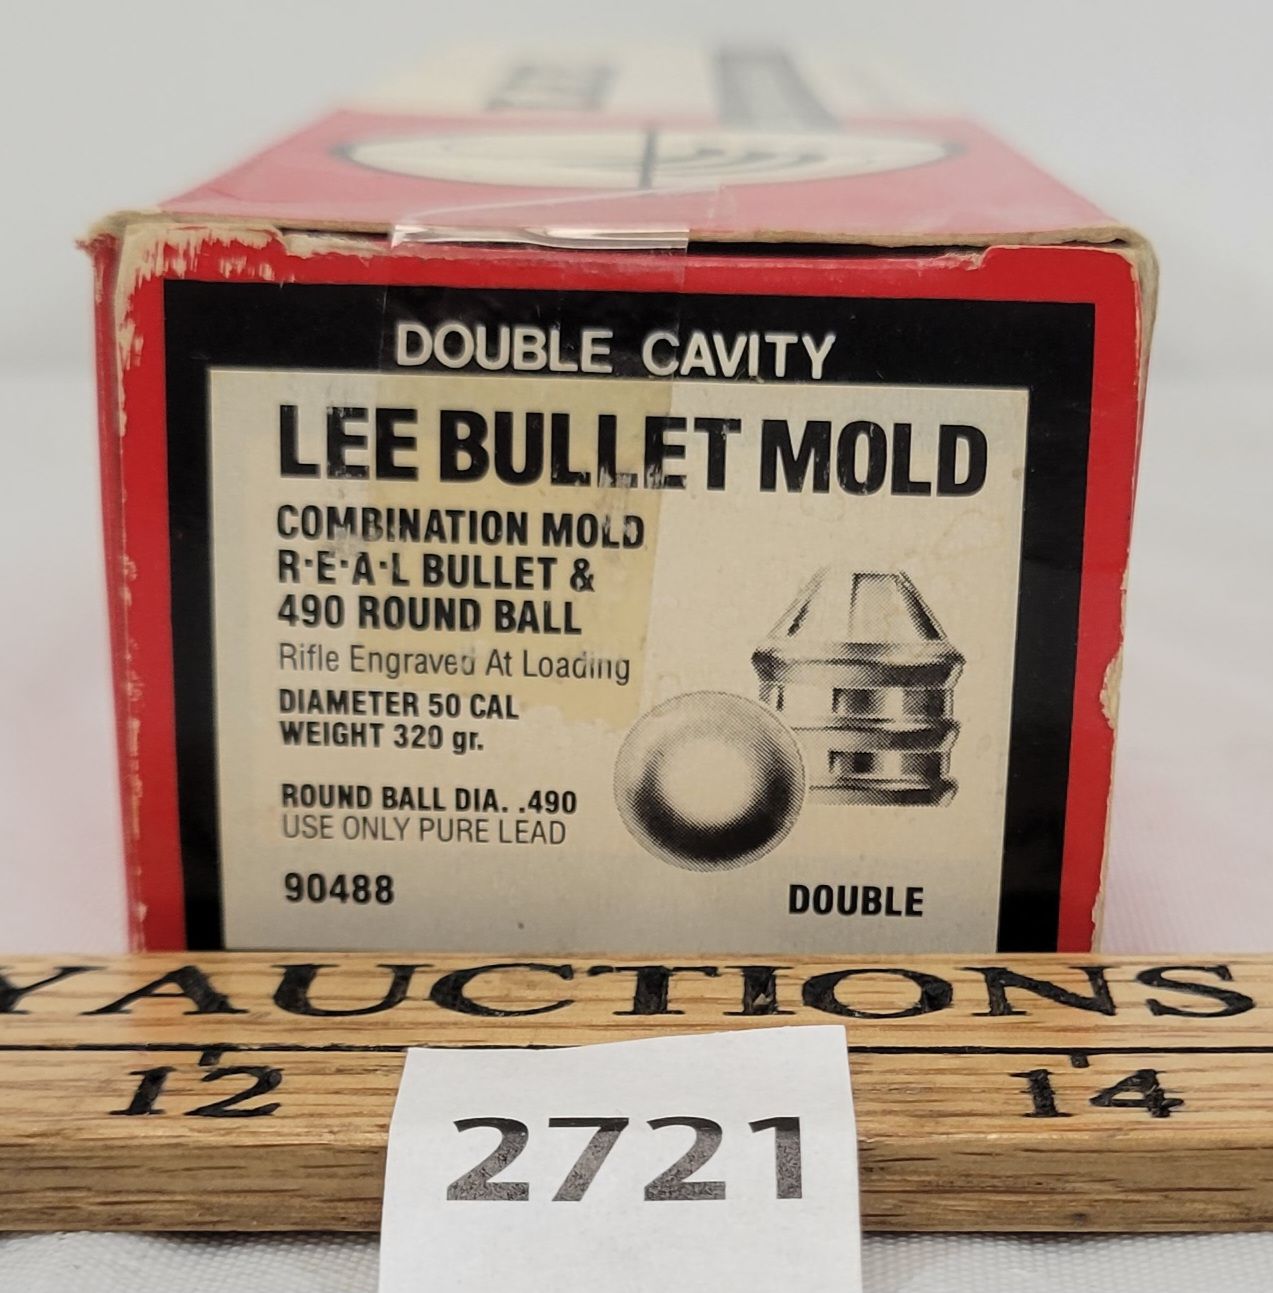 DOUBLE CAVITY
LEE BULLET MOLD
COMBINATION MOLD
R·E·A·L BULLET &
490 ROUND BALL
Rifle Engraved At Loading
DIAMETER 50 CAL
WEIGHT 320 gr.
ROUND BALL DIA. .490
USE ONLY PURE LEAD
90488
DOUBLE
Y AUCTIONS
12 14
2721